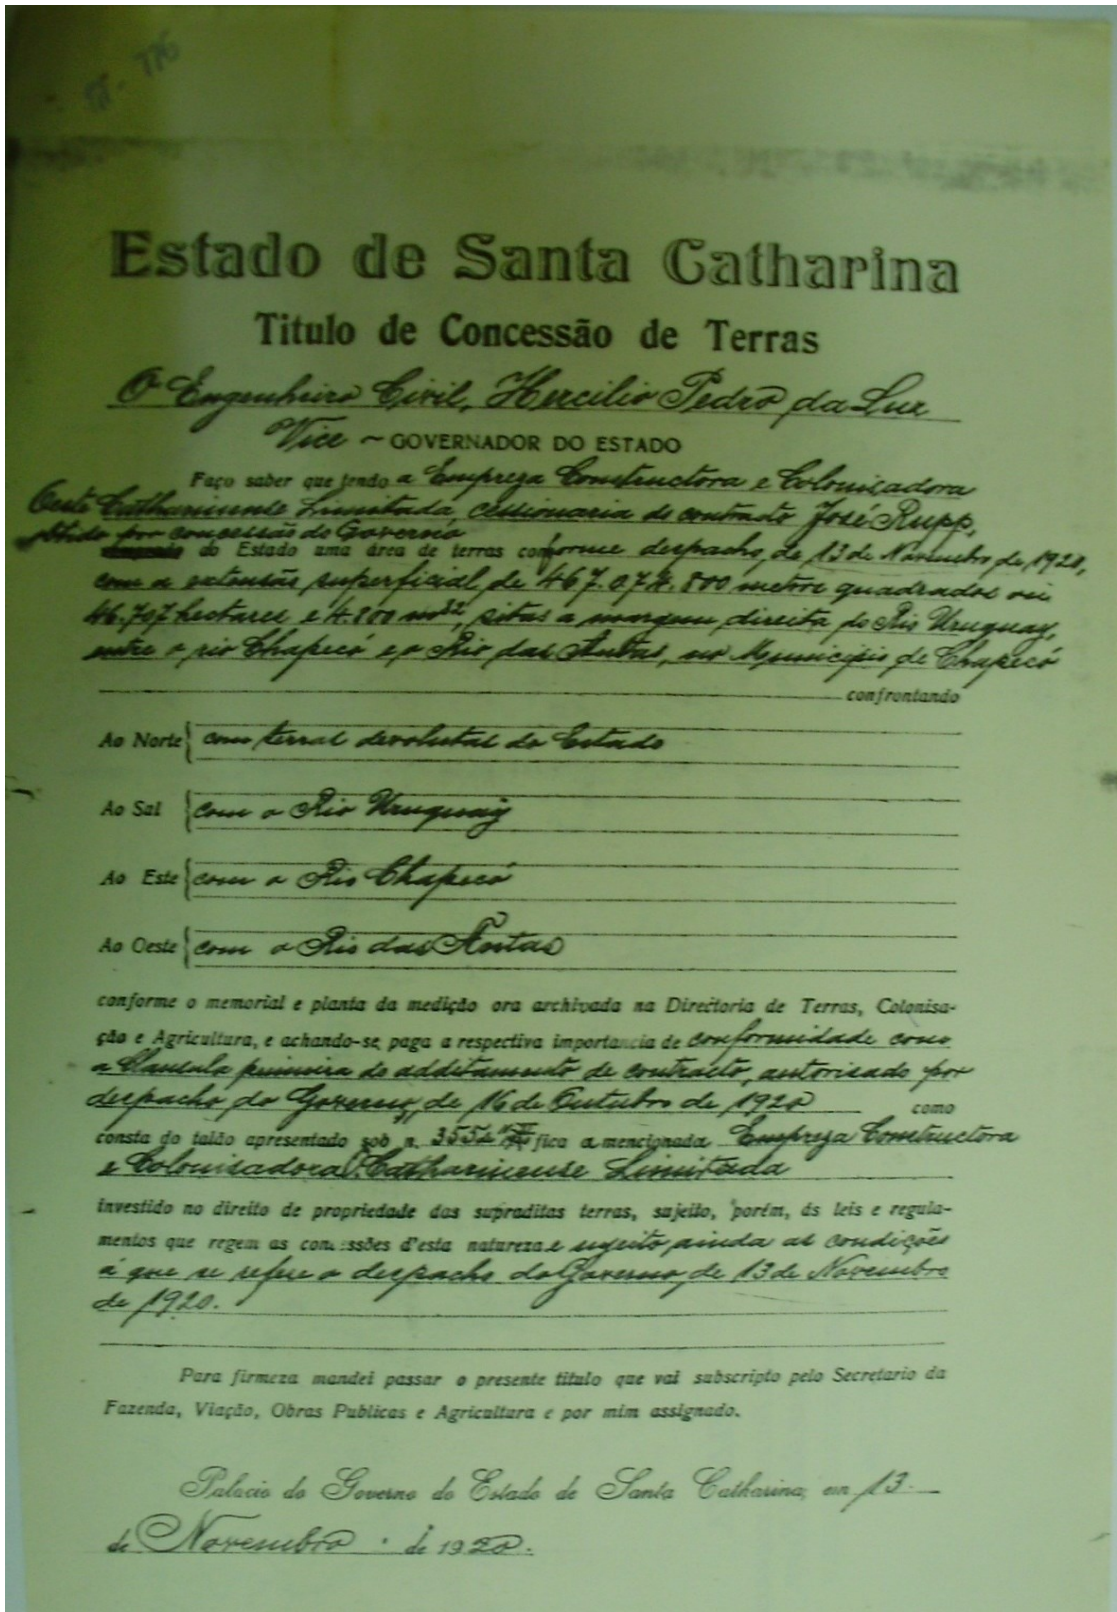 Estado de Santa Catharina
Titulo de Concessão de Terras
O Engenheiro Civil, Hercilio Pedro da Luz
Vice ~ GOVERNADOR DO ESTADO
Faço saber que tendo a Empreza Constructora e Colonisadora
Oeste Catharinense Limitada, cessionaria do contracto José Rupp,
obtido por concessão do Governo
do Estado uma área de terras conforme despacho, de 13 de Novembro de 1920,
com a extensão superficial, de 467.074.800 metros quadrados ou
46.707 hectares e 4.800 m², sitas a margem direita do Rio Uruguay,
entre o rio Chapecó e o Rio das Antas, no Municipio de Chapecó
confrontando
Ao Norte { com terras devolutas do Estado
Ao Sul { com o Rio Uruguay
Ao Este { com o Rio Chapecó
Ao Oeste { com o Rio das Antas
conforme o memorial e planta da medição ora archivada na Directoria de Terras, Colonisa-
ção e Agricultura, e achando-se paga a respectiva importancia de conformidade com
a Clausula primeira do additamento de contracto, autorisado por
despacho do Governo, de 16 de Outubro de 1920 como
consta do talão apresentado sob n. fica a mencionada Empreza Constructora
e Colonisadora O. Catharinense Limitada
investido no direito de propriedade das supraditas terras, sujeito, porém, ás leis e regula-
mentos que regem as concessões d'esta natureza e sujeito ainda as condições
á que se refere o despacho do Governo, de 13 de Novembro
de 1920.
Para firmeza mandei passar o presente titulo que vai subscripto pelo Secretario da
Fazenda, Viação, Obras Publicas e Agricultura e por mim assignado.
Palacio do Governo do Estado de Santa Catharina, em 13.
de Novembro. de 1920.